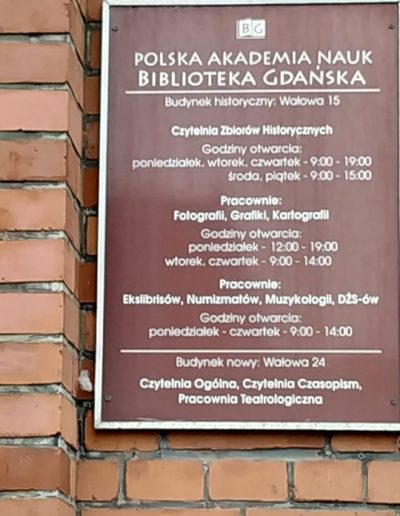 BG
POLSKA AKADEMIA NAUK
BIBLIOTEKA GDAŃSKA
Budynek historyczny: Wałowa 15
Czytelnia Zbiorów Historycznych
Godziny otwarcia:
poniedziałek, wtorek, czwartek - 9:00 - 19:00
środa, piątek - 9:00 - 15:00
Pracownie:
Fotografii, Grafiki, Kartografii
Godziny otwarcia:
poniedziałek - 12:00 - 19:00
wtorek, czwartek - 9:00 - 14:00
Pracownie:
Ekslibrisów, Numizmatów, Muzykologii, DŻS-ów
Godziny otwarcia:
poniedziałek - czwartek - 9:00 - 14:00
Budynek nowy: Wałowa 24
Czytelnia Ogólna, Czytelnia Czasopism,
Pracownia Teatrologiczna